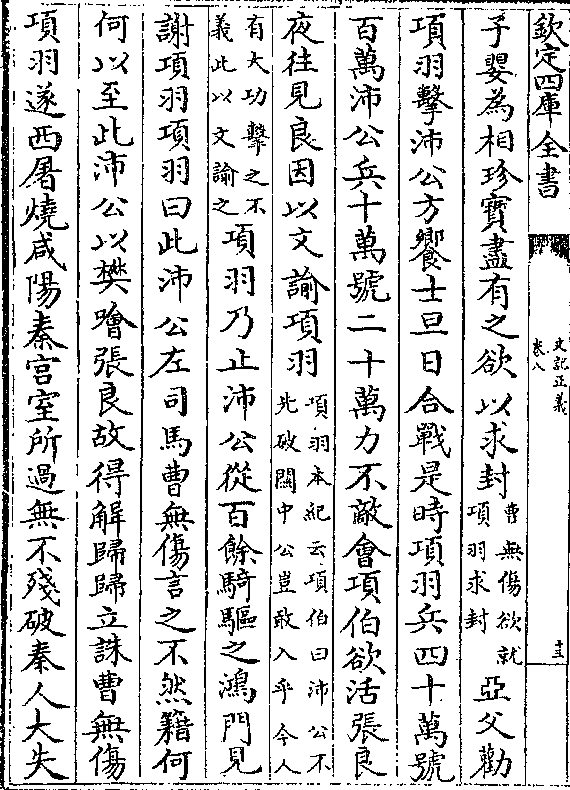 欽定四庫全書
史記正義
卷八
十三
子嬰為相珍寶盡有之欲以求封
曹無傷欲就
項羽求封
亞父勸
項羽擊沛公方饗士旦日合戰是時項羽兵四十萬號
百萬沛公兵十萬號二十萬力不敵會項伯欲活張良
夜往見良因以文諭項羽
項羽本紀云項伯曰沛公不
先破關中公豈敢入乎今人
有大功擊之不
義此以文諭之
項羽乃止沛公從百餘騎驅之鴻門見
謝項羽項羽曰此沛公左司馬曹無傷言之不然籍何
何以至此沛公以樊噲張良故得解歸歸立誅曹無傷
項羽遂西屠燒咸陽秦宮室所過無不殘破秦人大失